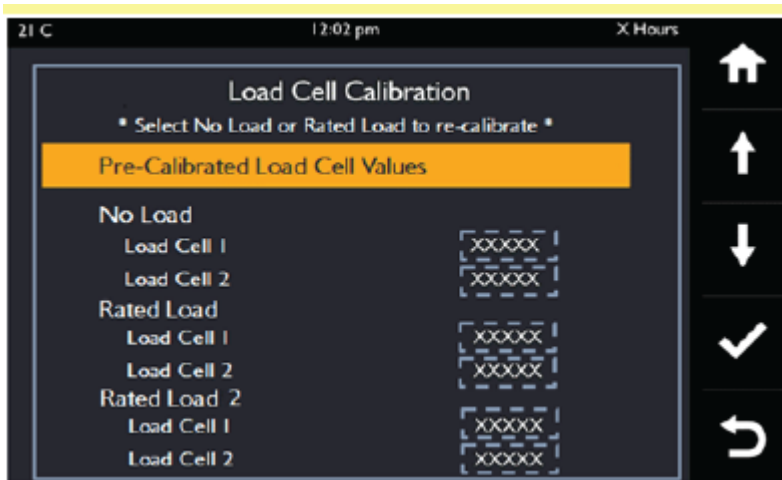 21 C 12:02 pm X Hours
Load Cell Calibration
* Select No Load or Rated Load to re-calibrate *
Pre-Calibrated Load Cell Values
No Load
Load Cell 1 XXXXX
Load Cell 2 XXXXX
Rated Load
Load Cell 1 XXXXX
Load Cell 2 XXXXX
Rated Load 2
Load Cell 1 XXXXX
Load Cell 2 XXXXX